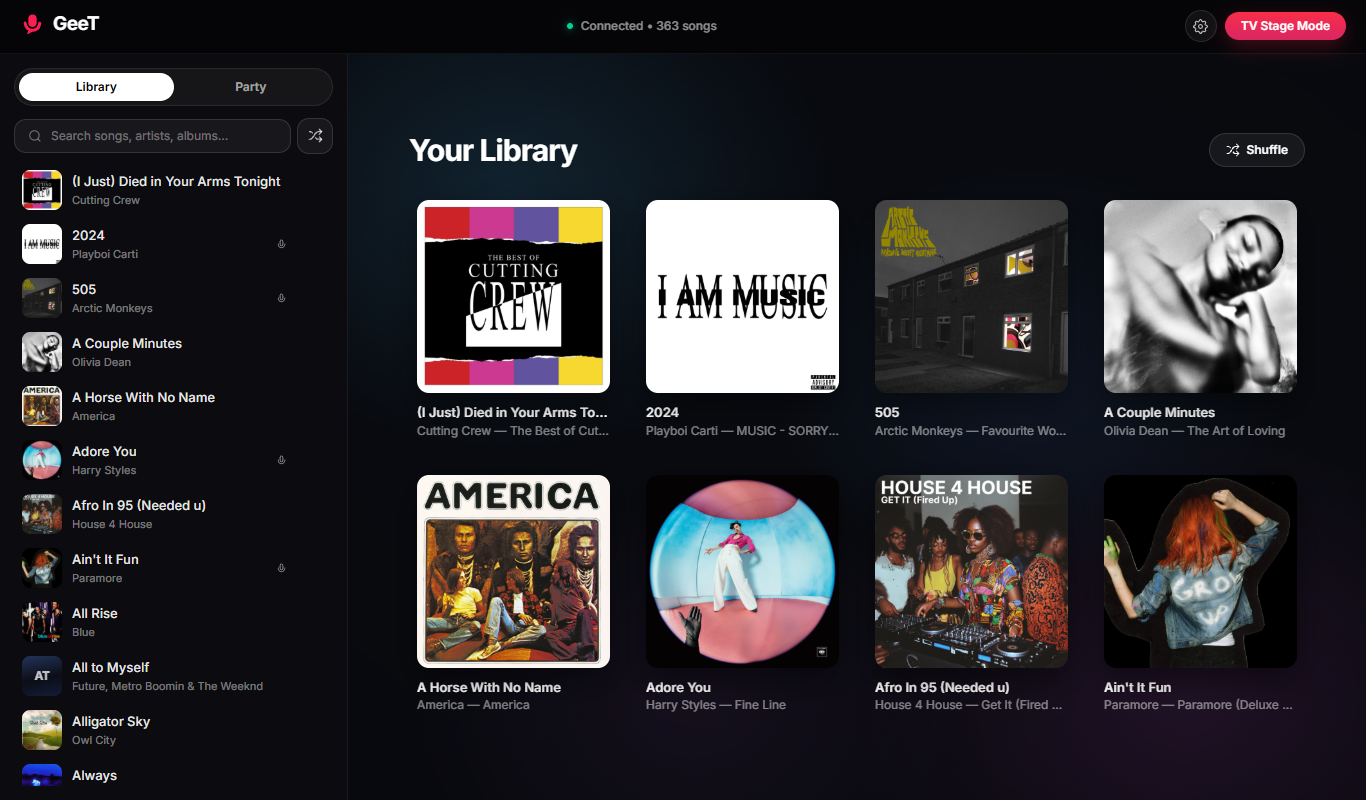 GeeT
Connected • 363 songs
TV Stage Mode
Library
Party
Search songs, artists, albums...
(I Just) Died in Your Arms Tonight
Cutting Crew
2024
Playboi Carti
505
Arctic Monkeys
A Couple Minutes
Olivia Dean
AMERICA
A Horse With No Name
America
Adore You
Harry Styles
Afro In 95 (Needed u)
House 4 House
Ain't It Fun
Paramore
All Rise
Blue
AT
All to Myself
Future, Metro Boomin & The Weeknd
Alligator Sky
Owl City
Always
Your Library
Shuffle
THE BEST OF
CUTTING
CREW
(I Just) Died in Your Arms To...
Cutting Crew — The Best of Cut...
I AM MUSIC
PARENTAL
ADVISORY
2024
Playboi Carti — MUSIC - SORRY...
ARCTIC
MONKEYS
505
Arctic Monkeys — Favourite Wo...
A Couple Minutes
Olivia Dean — The Art of Loving
AMERICA
A Horse With No Name
America — America
Adore You
Harry Styles — Fine Line
HOUSE 4 HOUSE
GET IT (Fired Up)
Afro In 95 (Needed u)
House 4 House — Get It (Fired ...
GROW
UP
Ain't It Fun
Paramore — Paramore (Deluxe ...